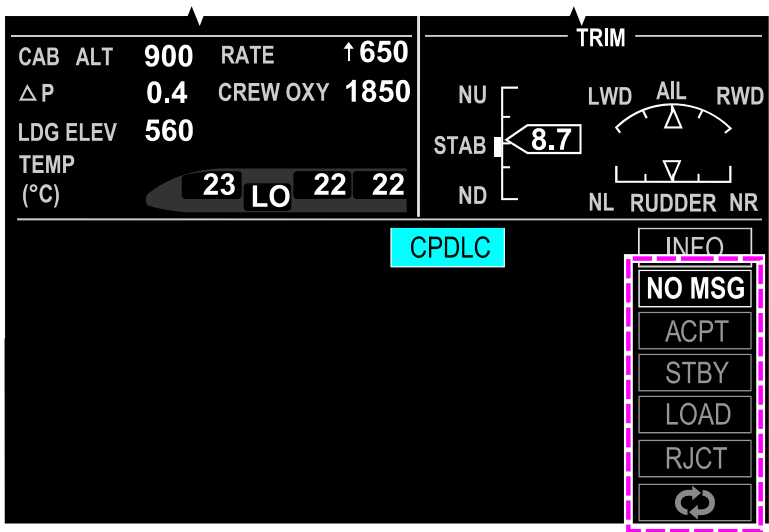 CAB ALT 900 RATE ↑650
△P 0.4 CREW OXY 1850
LDG ELEV 560
TEMP
(°C)
23 LO 22 22
TRIM
NU
STAB 8.7
ND
LWD AIL RWD
NL RUDDER NR
CPDLC
INFO
NO MSG
ACPT
STBY
LOAD
RJCT